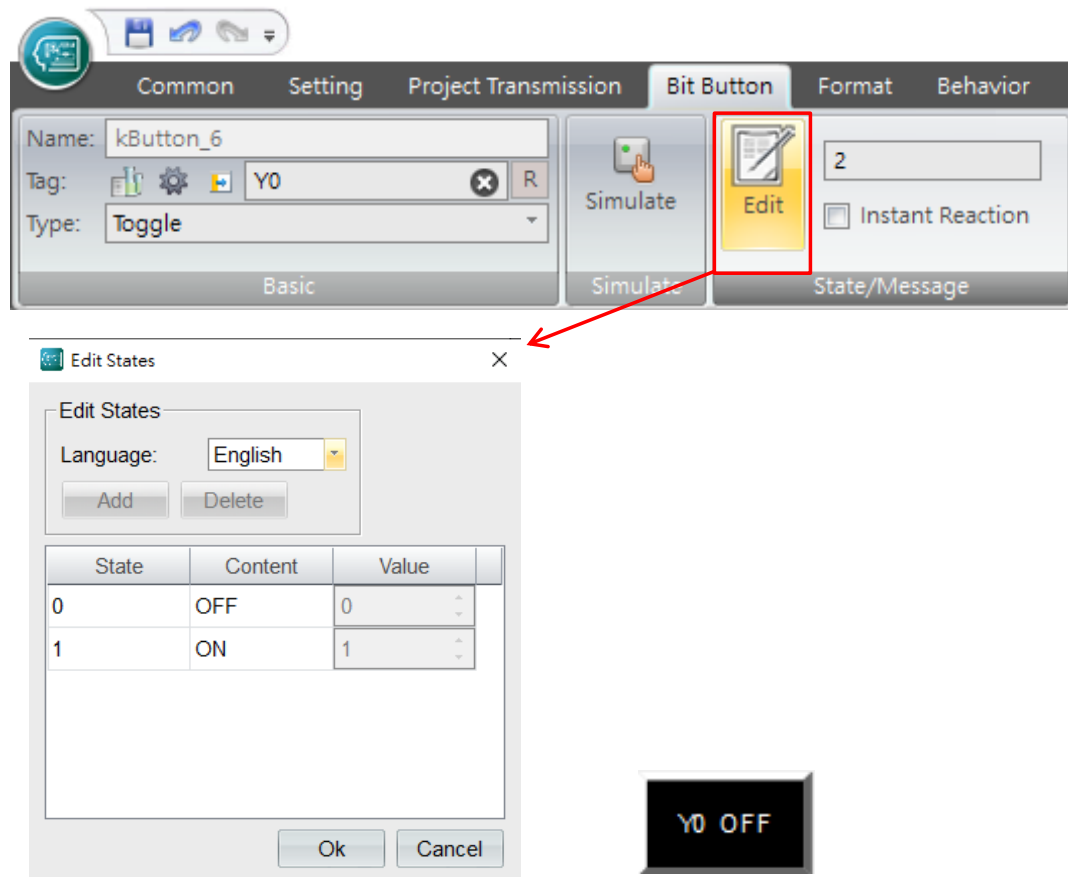 Common Setting Project Transmission Bit Button Format Behavior
Name: kButton_6
Tag: Y0 R
Type: Toggle
Basic
Simulate
Simulate
Edit
2
Instant Reaction
State/Message
Edit States
Edit States
Language: English
Add Delete
State Content Value
0 OFF 0
1 ON 1
Ok Cancel
Y0 OFF